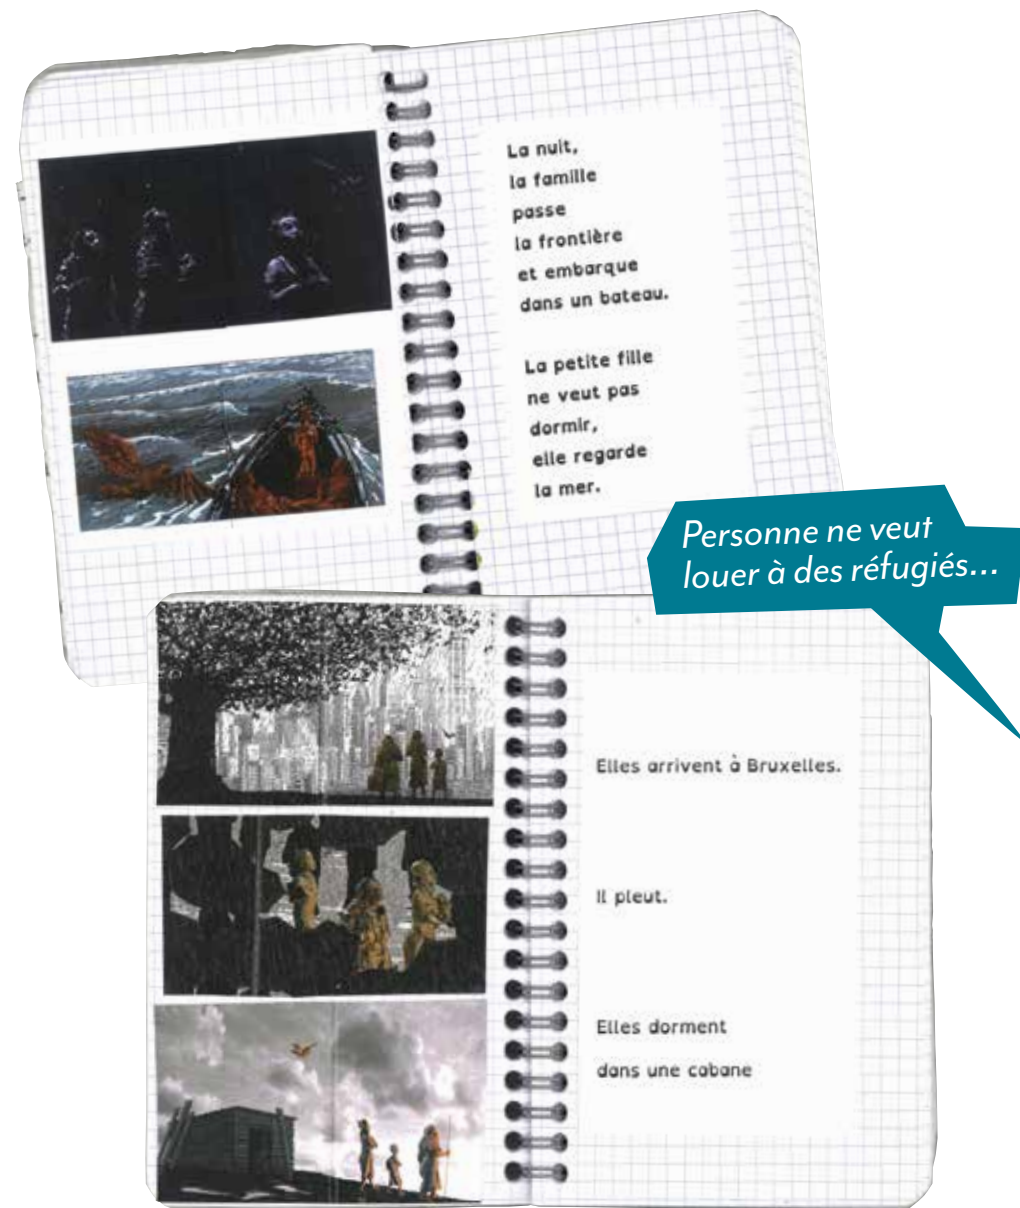 La nuit,
la famille
passe
la frontière
et embarque
dans un bateau.
La petite fille
ne veut pas
dormir,
elle regarde
la mer.
Personne ne veut
louer à des réfugiés...
Elles arrivent à Bruxelles.
Il pleut.
Elles dorment
dans une cabane